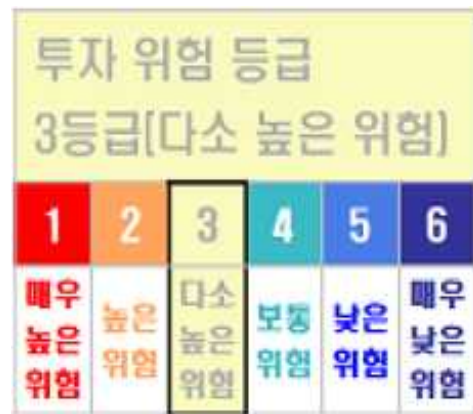 투자 위험 등급
3등급[다소 높은 위험]
1 2 3 4 5 6
매우 높은 위험 높은 위험 다소 높은 위험 보통 위험 낮은 위험 매우 낮은 위험